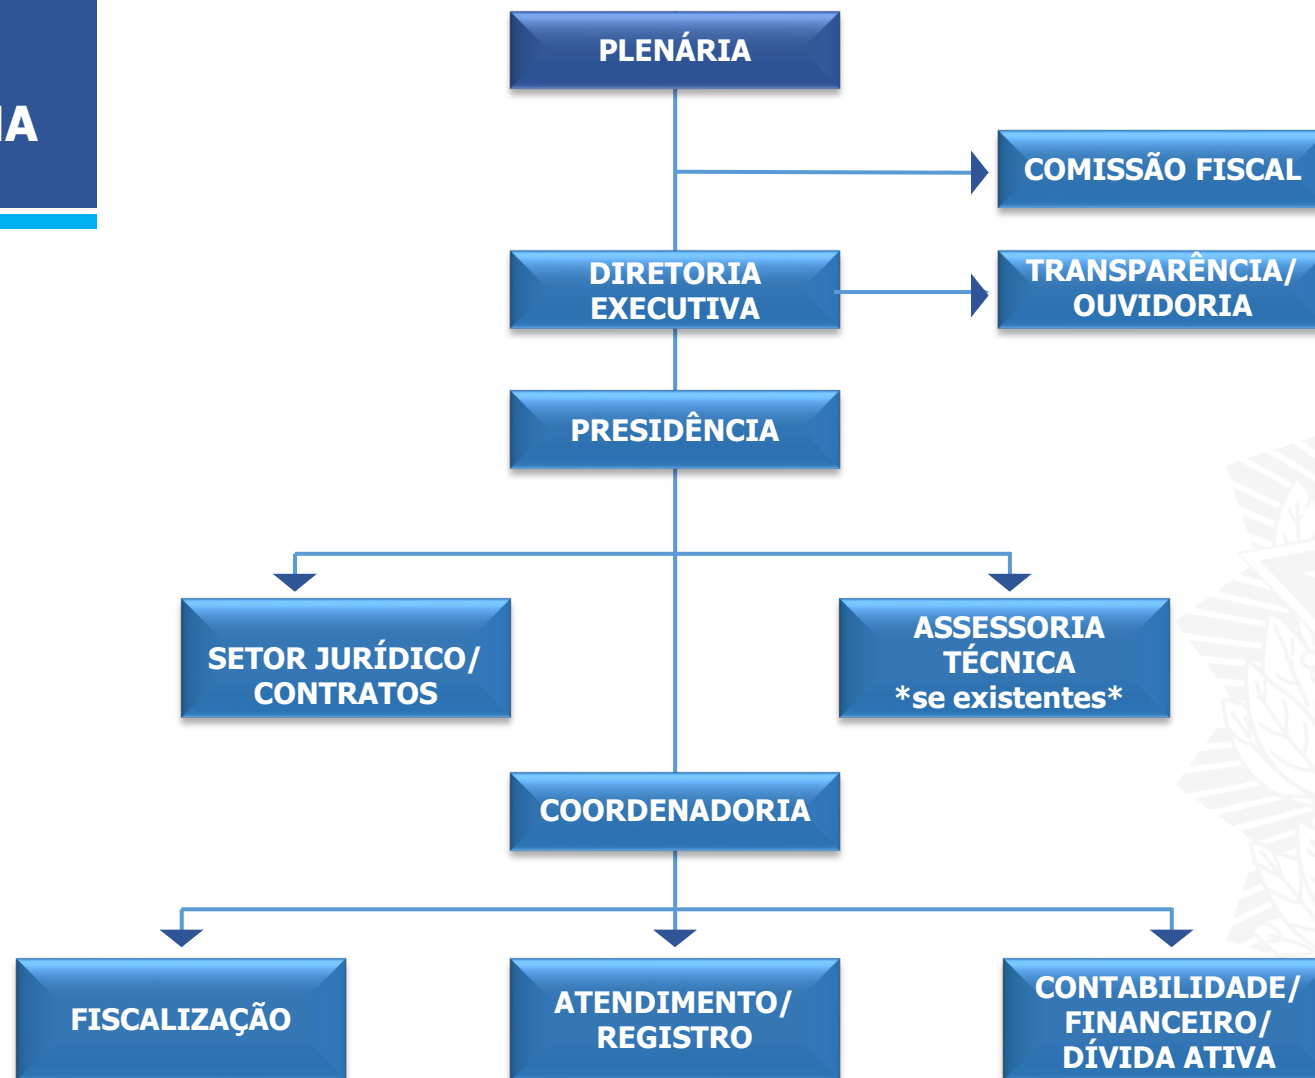 PLENÁRIA
COMISSÃO FISCAL
DIRETORIA
EXECUTIVA
TRANSPARÊNCIA/
OUVIDORIA
PRESIDÊNCIA
SETOR JURÍDICO/
CONTRATOS
ASSESSORIA
TÉCNICA
*se existentes*
COORDENADORIA
FISCALIZAÇÃO
ATENDIMENTO/
REGISTRO
CONTABILIDADE/
FINANCEIRO/
DÍVIDA ATIVA